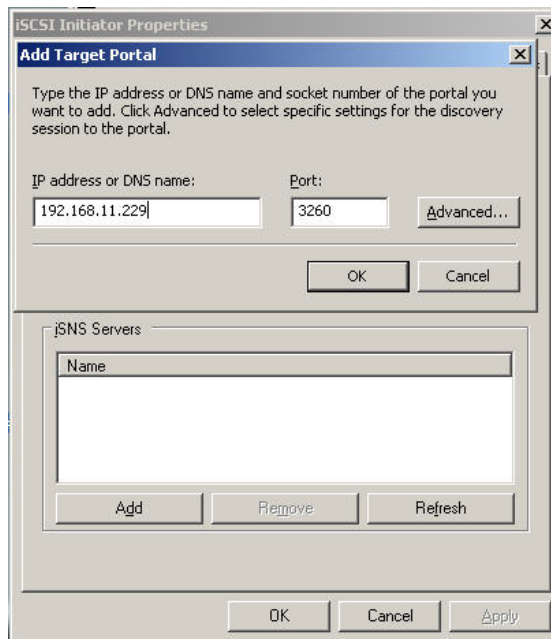 iSCSI Initiator Properties
Add Target Portal
Type the IP address or DNS name and socket number of the portal you
want to add. Click Advanced to select specific settings for the discovery
session to the portal.
IP address or DNS name:
Port:
192.168.11.229
3260
Advanced...
OK
Cancel
iSNS Servers
Name
Add
Remove
Refresh
OK
Cancel
Apply